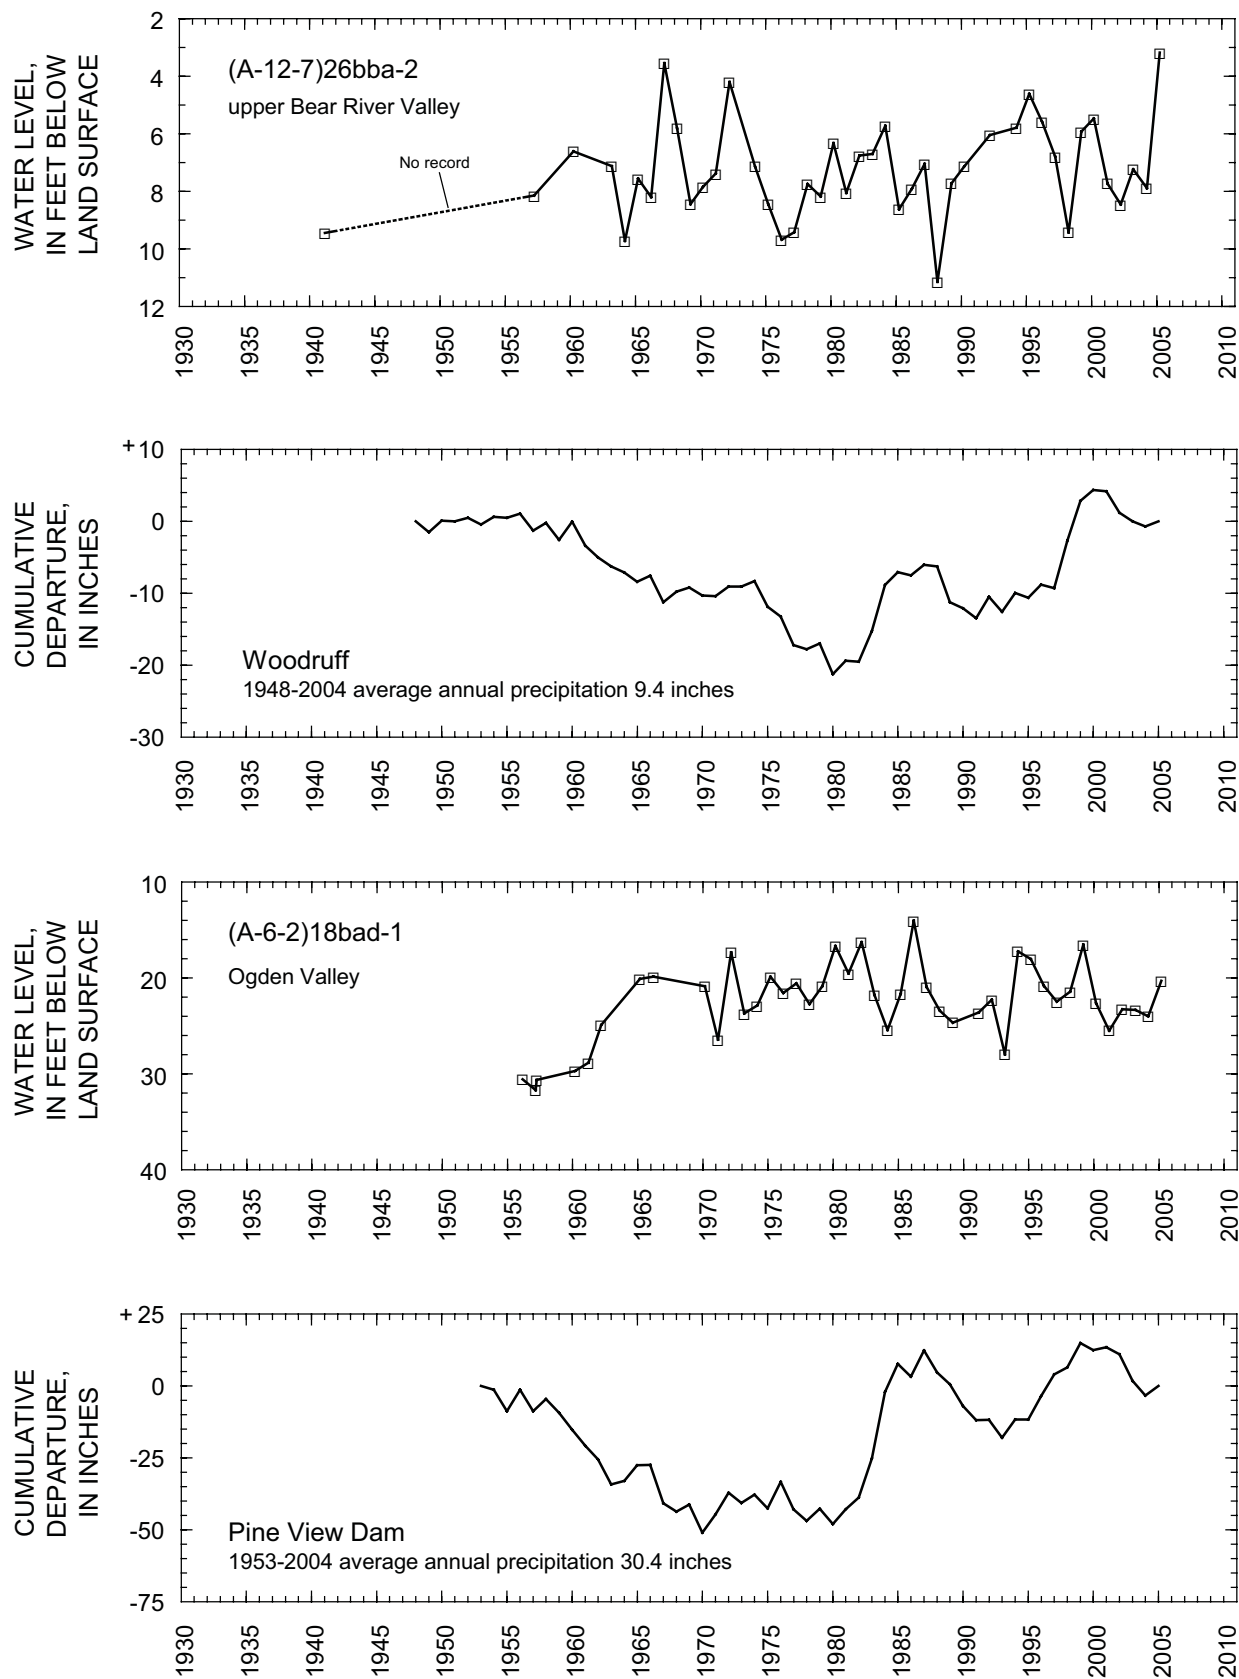 WATER LEVEL,
IN FEET BELOW
LAND SURFACE
2
4
6
8
10
12
(A-12-7)26bba-2
upper Bear River Valley
No record
1930 1935 1940 1945 1950 1955 1960 1965 1970 1975 1980 1985 1990 1995 2000 2005 2010
CUMULATIVE
DEPARTURE,
IN INCHES
+10
0
-10
-20
-30
Woodruff
1948-2004 average annual precipitation 9.4 inches
1930 1935 1940 1945 1950 1955 1960 1965 1970 1975 1980 1985 1990 1995 2000 2005 2010
WATER LEVEL,
IN FEET BELOW
LAND SURFACE
10
20
30
40
(A-6-2)18bad-1
Ogden Valley
1930 1935 1940 1945 1950 1955 1960 1965 1970 1975 1980 1985 1990 1995 2000 2005 2010
CUMULATIVE
DEPARTURE,
IN INCHES
+25
0
-25
-50
-75
Pine View Dam
1953-2004 average annual precipitation 30.4 inches
1930 1935 1940 1945 1950 1955 1960 1965 1970 1975 1980 1985 1990 1995 2000 2005 2010